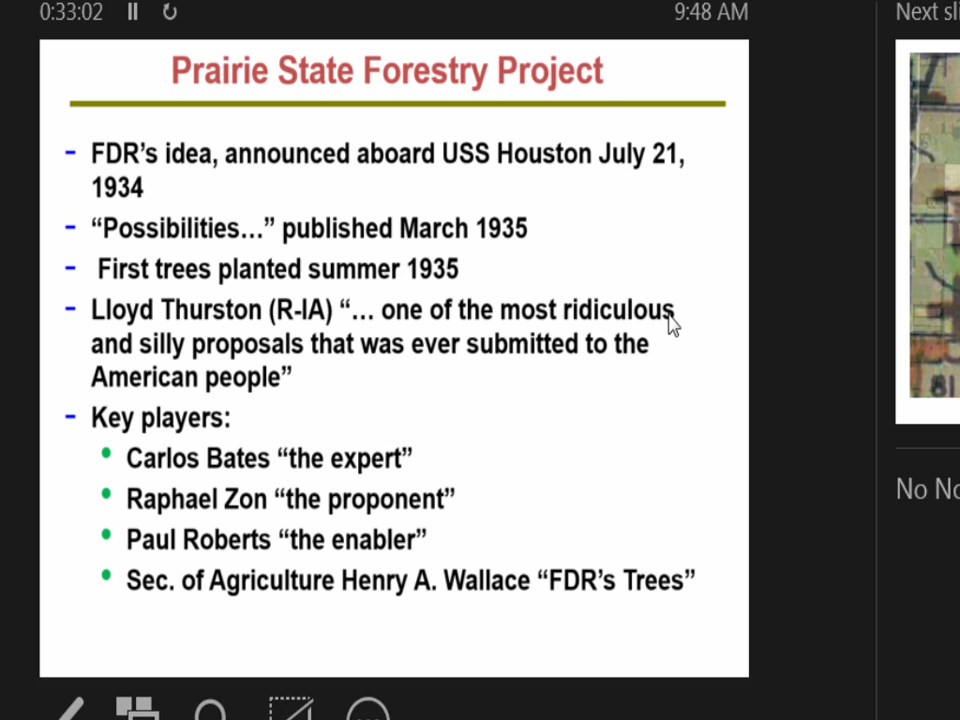 0:33:02
9:48 AM
Next
Prairie State Forestry Project
- FDR’s idea, announced aboard USS Houston July 21,
1934
- “Possibilities…” published March 1935
- First trees planted summer 1935
- Lloyd Thurston (R-IA) “… one of the most ridiculous
and silly proposals that was ever submitted to the
American people”
- Key players:
• Carlos Bates “the expert”
• Raphael Zon “the proponent”
• Paul Roberts “the enabler”
• Sec. of Agriculture Henry A. Wallace “FDR’s Trees”
No